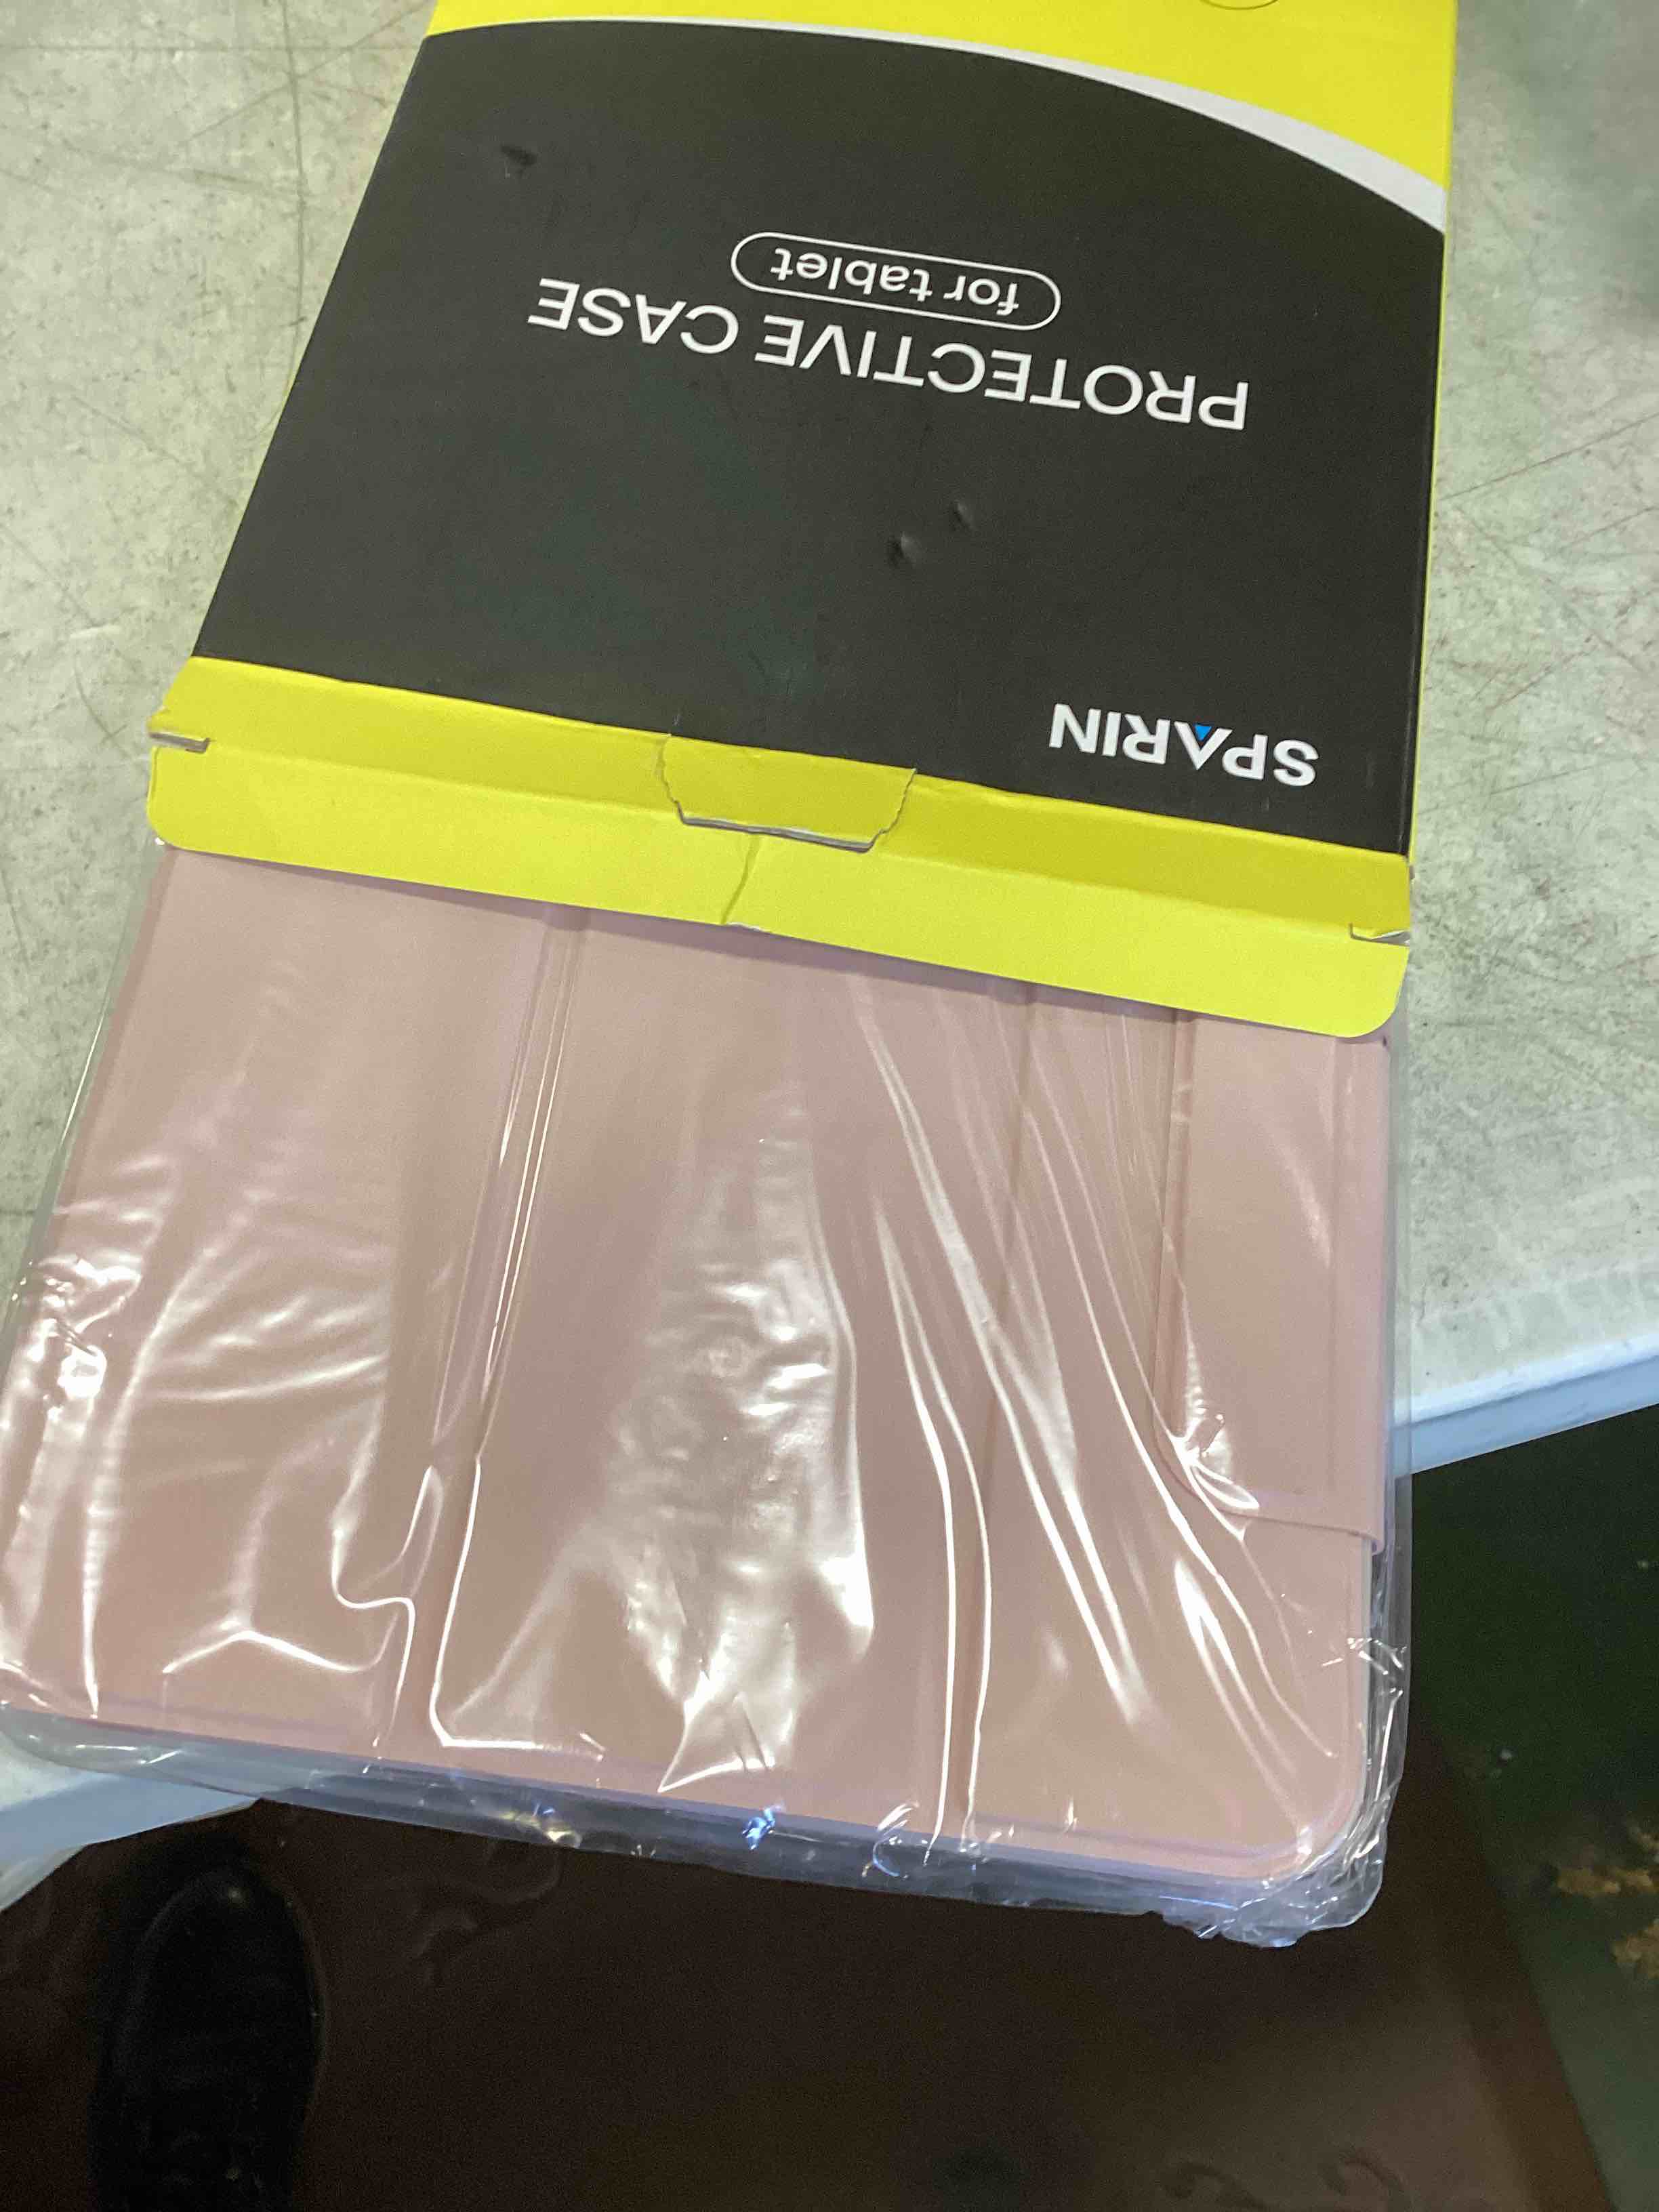 SPARIN
PROTECTIVE CASE
for tablet